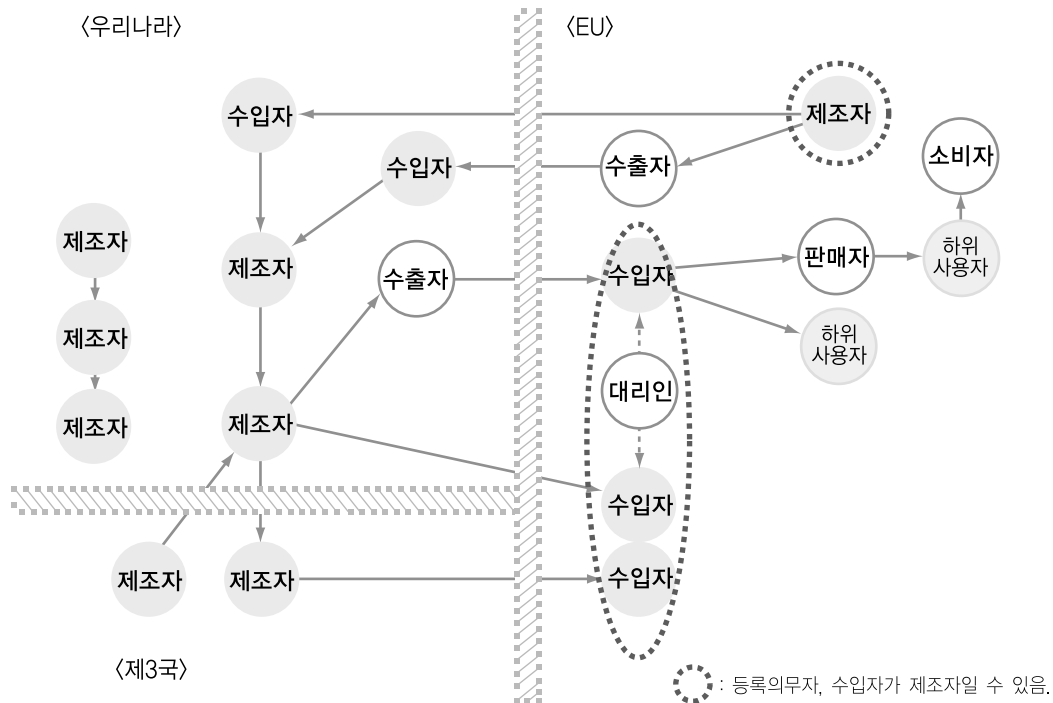 〈우리나라〉
〈EU〉
수입자
제조자
수입자
수출자
소비자
제조자
제조자
수출자
수입자
판매자
하위
사용자
제조자
하위
사용자
대리인
제조자
제조자
수입자
제조자
제조자
수입자
〈제3국〉
: 등록의무자, 수입자가 제조자일 수 있음.